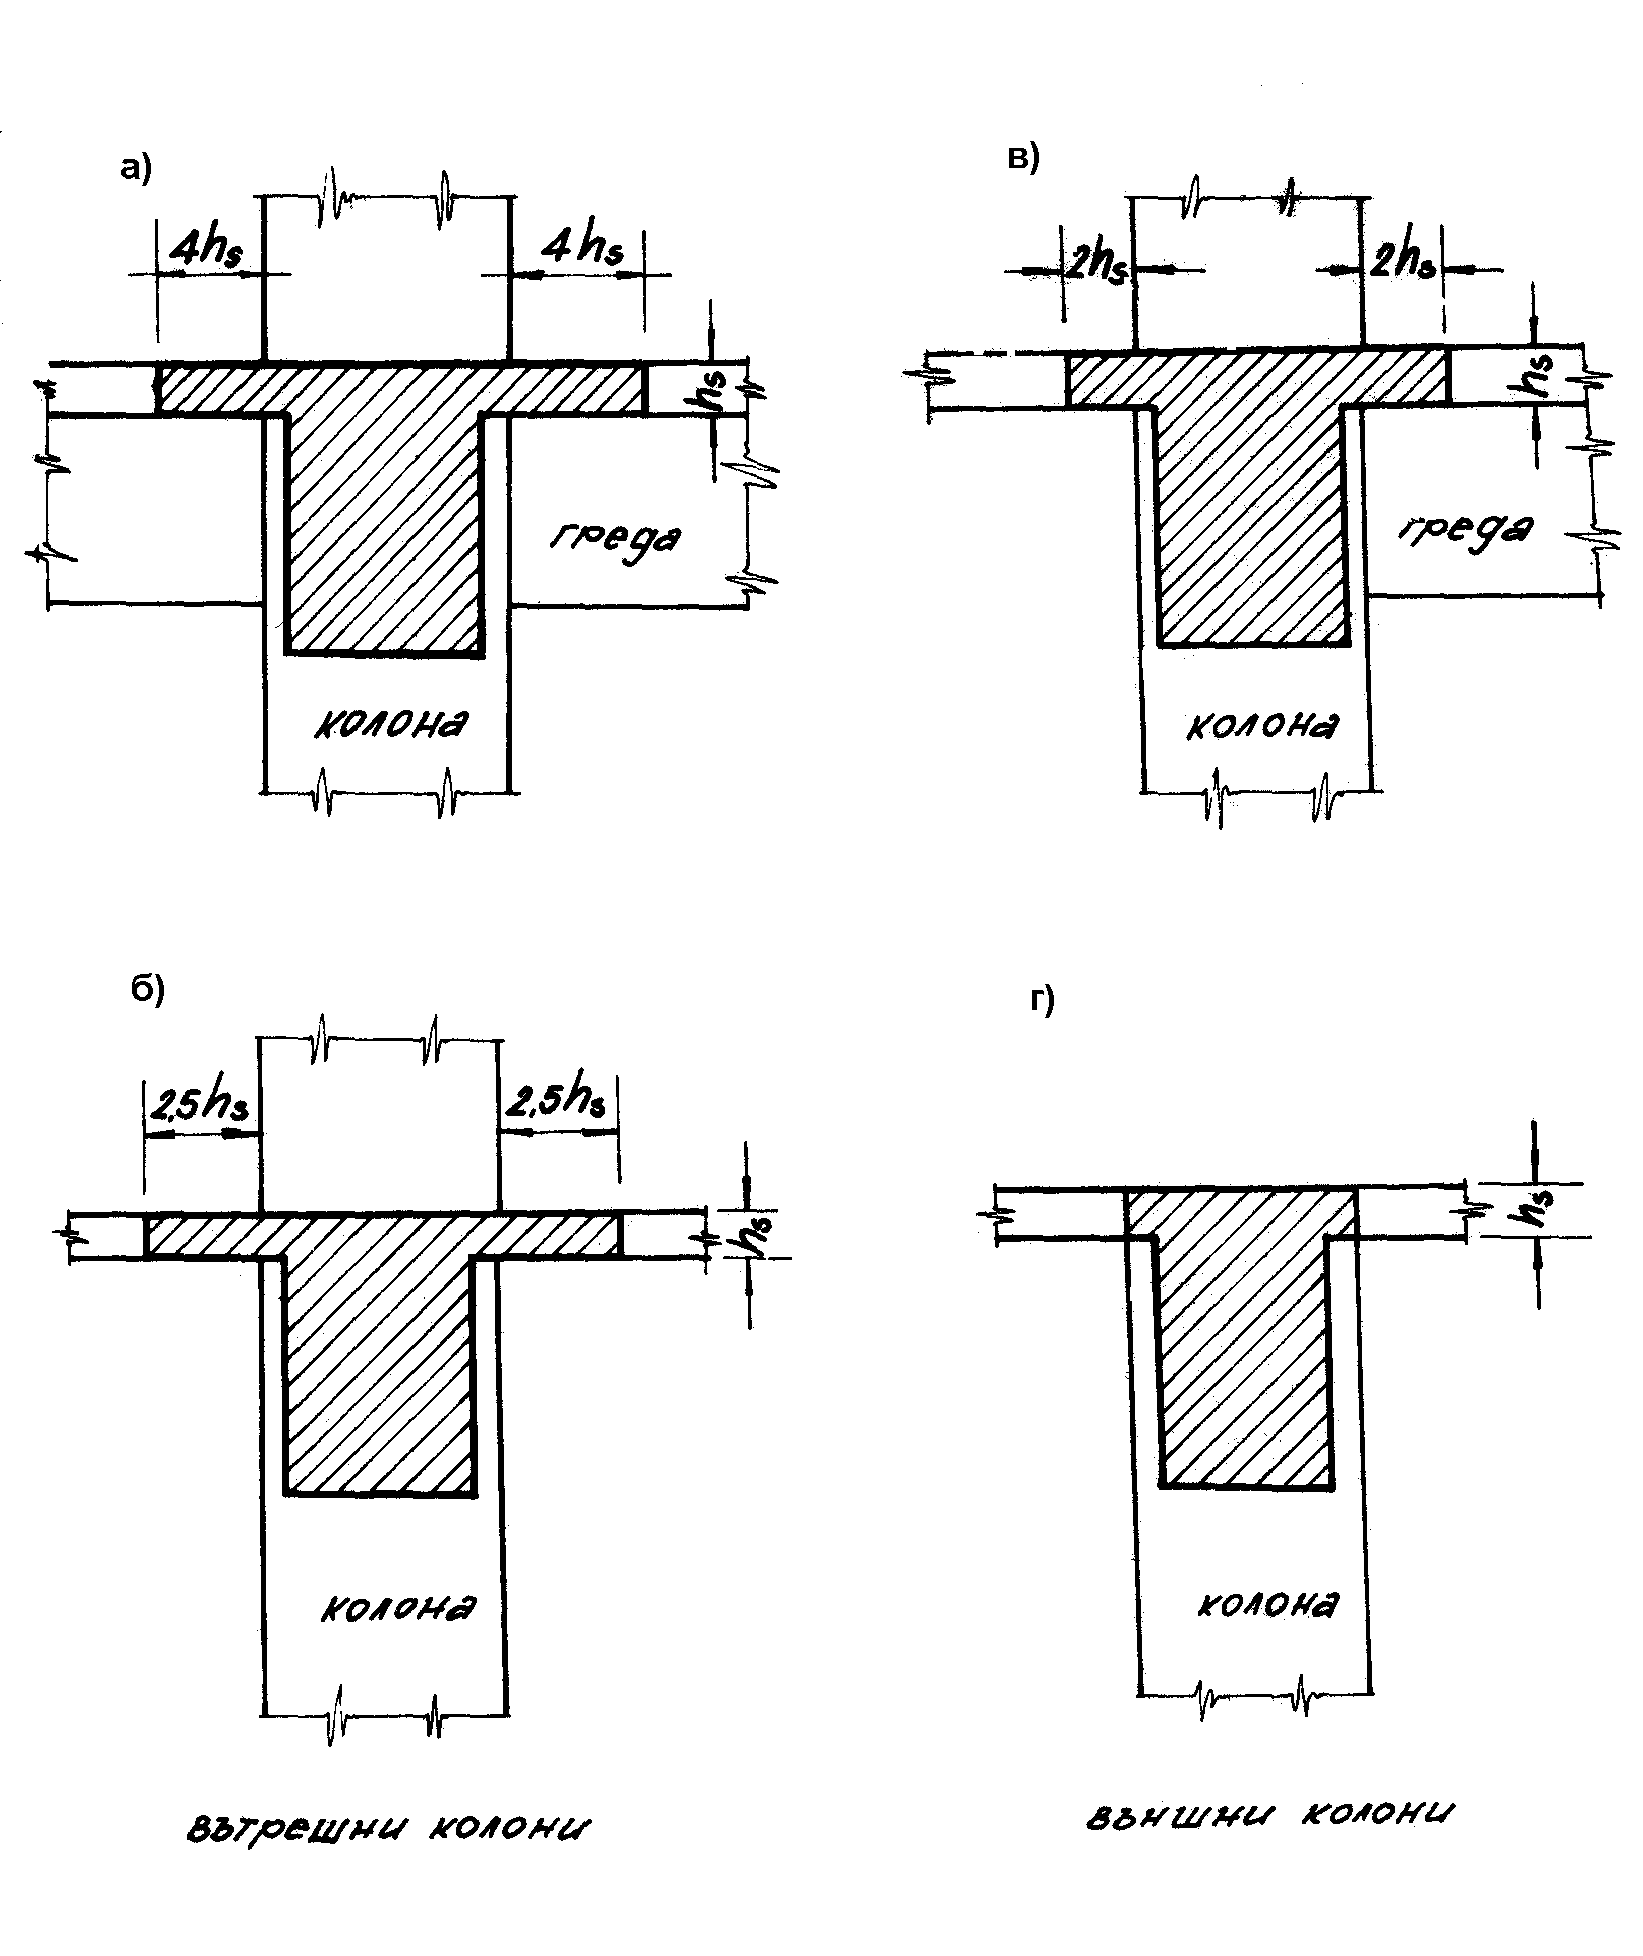 а)
4hs
4hs
hs
греда
колона
в)
2hs
2hs
hs
греда
колона
б)
2,5hs
2,5hs
hs
колона
г)
hs
колона
вътрешни колони
външни колони